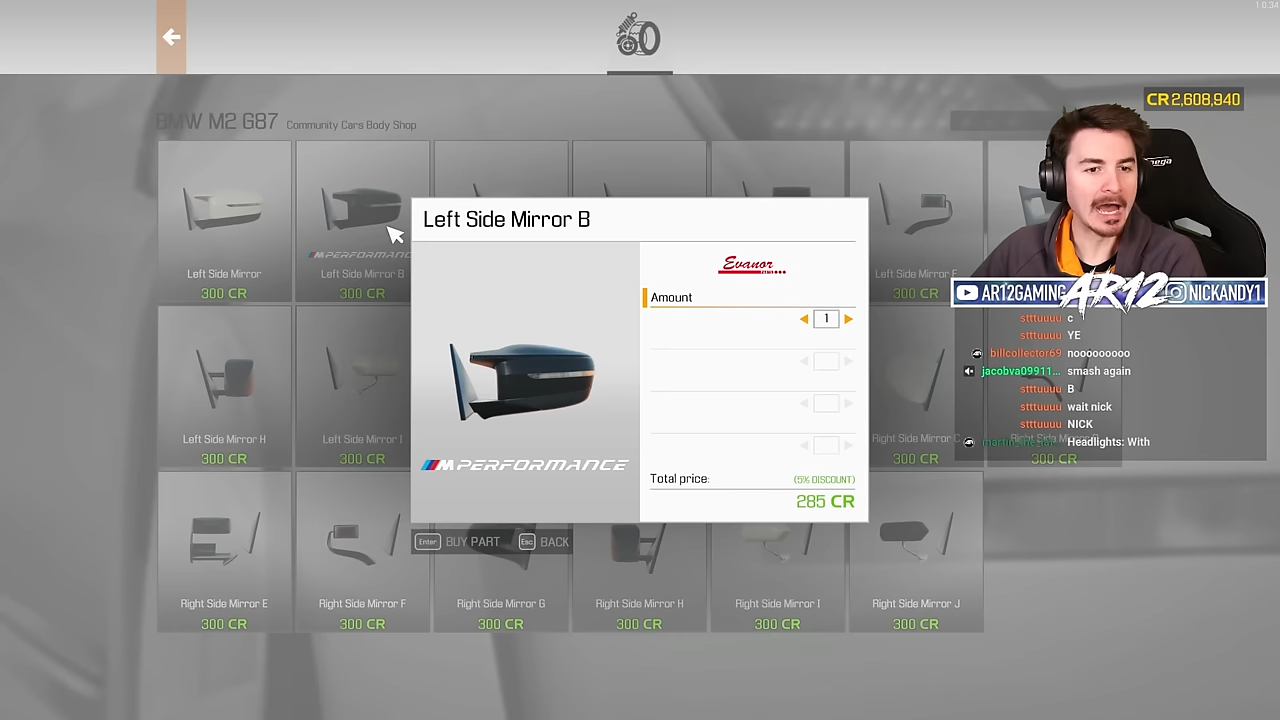 1.0.34
CR 2,608,940
BMW M2 G87 Community Cars Body Shop
Left Side Mirror
300 CR
MPERFORMANCE
Left Side Mirror B
300 CR
300 CR
Left Side Mirror B
MPERFORMANCE
Evanor
Amount
1
Total price:
(5% DISCOUNT)
285 CR
Enter BUY PART Esc BACK
AR12GAMING AR12 NICKANDY1
stttuuuu c
stttuuuu YE
billcollector69 nooooooooo
jacobva09911... smash again
stttuuuu B
stttuuuu wait nick
stttuuuu NICK
Headlights: With
Left Side Mirror H
300 CR
Left Side Mirror I
300 CR
Right Side Mirror C
300 CR
300 CR
Right Side Mirror E
300 CR
Right Side Mirror F
300 CR
Right Side Mirror G
300 CR
Right Side Mirror H
300 CR
Right Side Mirror I
300 CR
Right Side Mirror J
300 CR